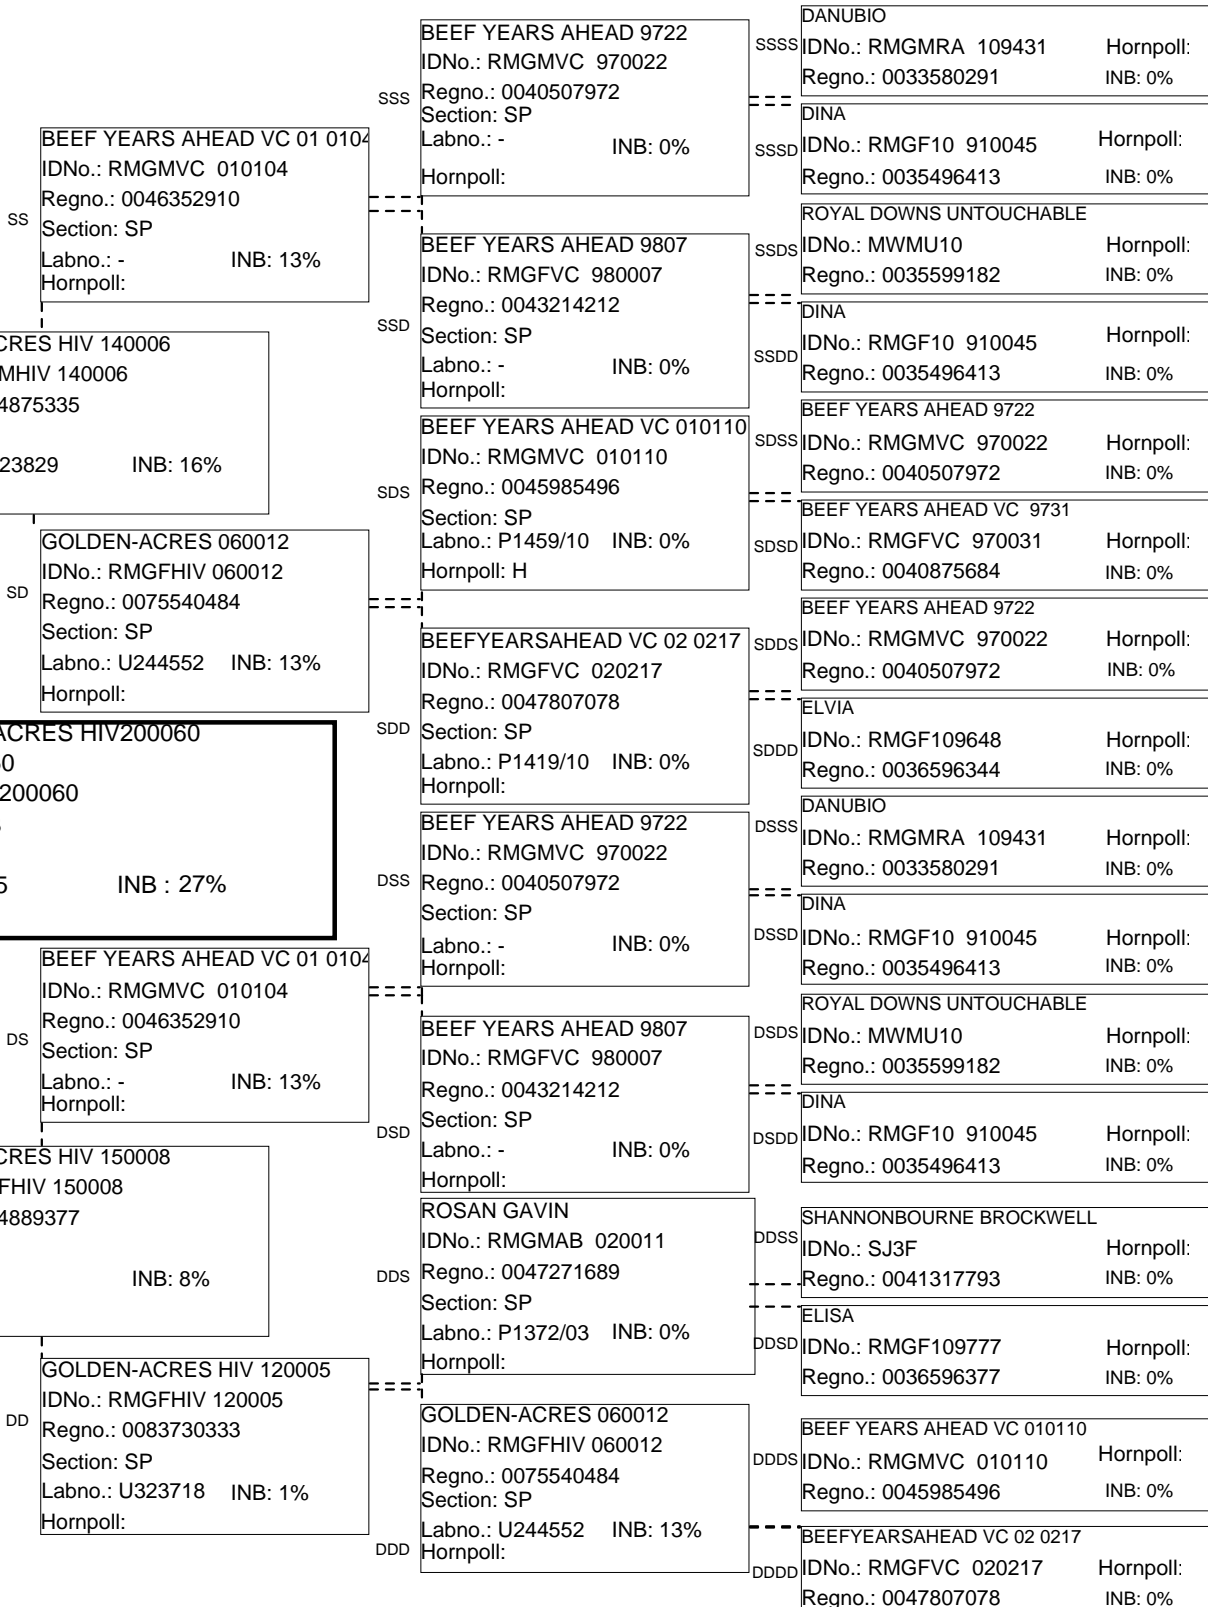 SS
BEEF YEARS AHEAD VC 01 0104
IDNo.: RMGMVC 010104
Regno.: 0046352910
Section: SP
Labno.: - INB: 13%
Hornpoll:
CRES HIV 140006
MHIV 140006
4875335
23829 INB: 16%
SD
GOLDEN-ACRES 060012
IDNo.: RMGFHIV 060012
Regno.: 0075540484
Section: SP
Labno.: U244552 INB: 13%
Hornpoll:
ACRES HIV200060
0
200060
5 INB : 27%
DS
BEEF YEARS AHEAD VC 01 0104
IDNo.: RMGMVC 010104
Regno.: 0046352910
Section: SP
Labno.: - INB: 13%
Hornpoll:
CRES HIV 150008
FHIV 150008
4889377
INB: 8%
DD
GOLDEN-ACRES HIV 120005
IDNo.: RMGFHIV 120005
Regno.: 0083730333
Section: SP
Labno.: U323718 INB: 1%
Hornpoll:
SSS
BEEF YEARS AHEAD 9722
IDNo.: RMGMVC 970022
Regno.: 0040507972
Section: SP
Labno.: - INB: 0%
Hornpoll:
SSD
BEEF YEARS AHEAD 9807
IDNo.: RMGFVC 980007
Regno.: 0043214212
Section: SP
Labno.: - INB: 0%
Hornpoll:
SDS
BEEF YEARS AHEAD VC 010110
IDNo.: RMGMVC 010110
Regno.: 0045985496
Section: SP
Labno.: P1459/10 INB: 0%
Hornpoll: H
SDD
BEEFYEARSAHEAD VC 02 0217
IDNo.: RMGFVC 020217
Regno.: 0047807078
Section: SP
Labno.: P1419/10 INB: 0%
Hornpoll:
DSS
BEEF YEARS AHEAD 9722
IDNo.: RMGMVC 970022
Regno.: 0040507972
Section: SP
Labno.: - INB: 0%
Hornpoll:
DSD
BEEF YEARS AHEAD 9807
IDNo.: RMGFVC 980007
Regno.: 0043214212
Section: SP
Labno.: - INB: 0%
Hornpoll:
DDS
ROSAN GAVIN
IDNo.: RMGMAB 020011
Regno.: 0047271689
Section: SP
Labno.: P1372/03 INB: 0%
Hornpoll:
DDD
GOLDEN-ACRES 060012
IDNo.: RMGFHIV 060012
Regno.: 0075540484
Section: SP
Labno.: U244552 INB: 13%
Hornpoll:
DANUBIO
SSSS IDNo.: RMGMRA 109431 Hornpoll:
Regno.: 0033580291 INB: 0%
DINA
SSSD IDNo.: RMGF10 910045 Hornpoll:
Regno.: 0035496413 INB: 0%
ROYAL DOWNS UNTOUCHABLE
SSDS IDNo.: MWMU10 Hornpoll:
Regno.: 0035599182 INB: 0%
DINA
SSDD IDNo.: RMGF10 910045 Hornpoll:
Regno.: 0035496413 INB: 0%
BEEF YEARS AHEAD 9722
SDSS IDNo.: RMGMVC 970022 Hornpoll:
Regno.: 0040507972 INB: 0%
BEEF YEARS AHEAD VC 9731
SDSD IDNo.: RMGFVC 970031 Hornpoll:
Regno.: 0040875684 INB: 0%
BEEF YEARS AHEAD 9722
SDDS IDNo.: RMGMVC 970022 Hornpoll:
Regno.: 0040507972 INB: 0%
ELVIA
SDDD IDNo.: RMGF109648 Hornpoll:
Regno.: 0036596344 INB: 0%
DANUBIO
DSSS IDNo.: RMGMRA 109431 Hornpoll:
Regno.: 0033580291 INB: 0%
DINA
DSSD IDNo.: RMGF10 910045 Hornpoll:
Regno.: 0035496413 INB: 0%
ROYAL DOWNS UNTOUCHABLE
DSDS IDNo.: MWMU10 Hornpoll:
Regno.: 0035599182 INB: 0%
DINA
DSDD IDNo.: RMGF10 910045 Hornpoll:
Regno.: 0035496413 INB: 0%
SHANNONBOURNE BROCKWELL
DDSS IDNo.: SJ3F Hornpoll:
Regno.: 0041317793 INB: 0%
ELISA
DDSD IDNo.: RMGF109777 Hornpoll:
Regno.: 0036596377 INB: 0%
BEEF YEARS AHEAD VC 010110
DDDS IDNo.: RMGMVC 010110 Hornpoll:
Regno.: 0045985496 INB: 0%
BEEFYEARSAHEAD VC 02 0217
DDDD IDNo.: RMGFVC 020217 Hornpoll:
Regno.: 0047807078 INB: 0%